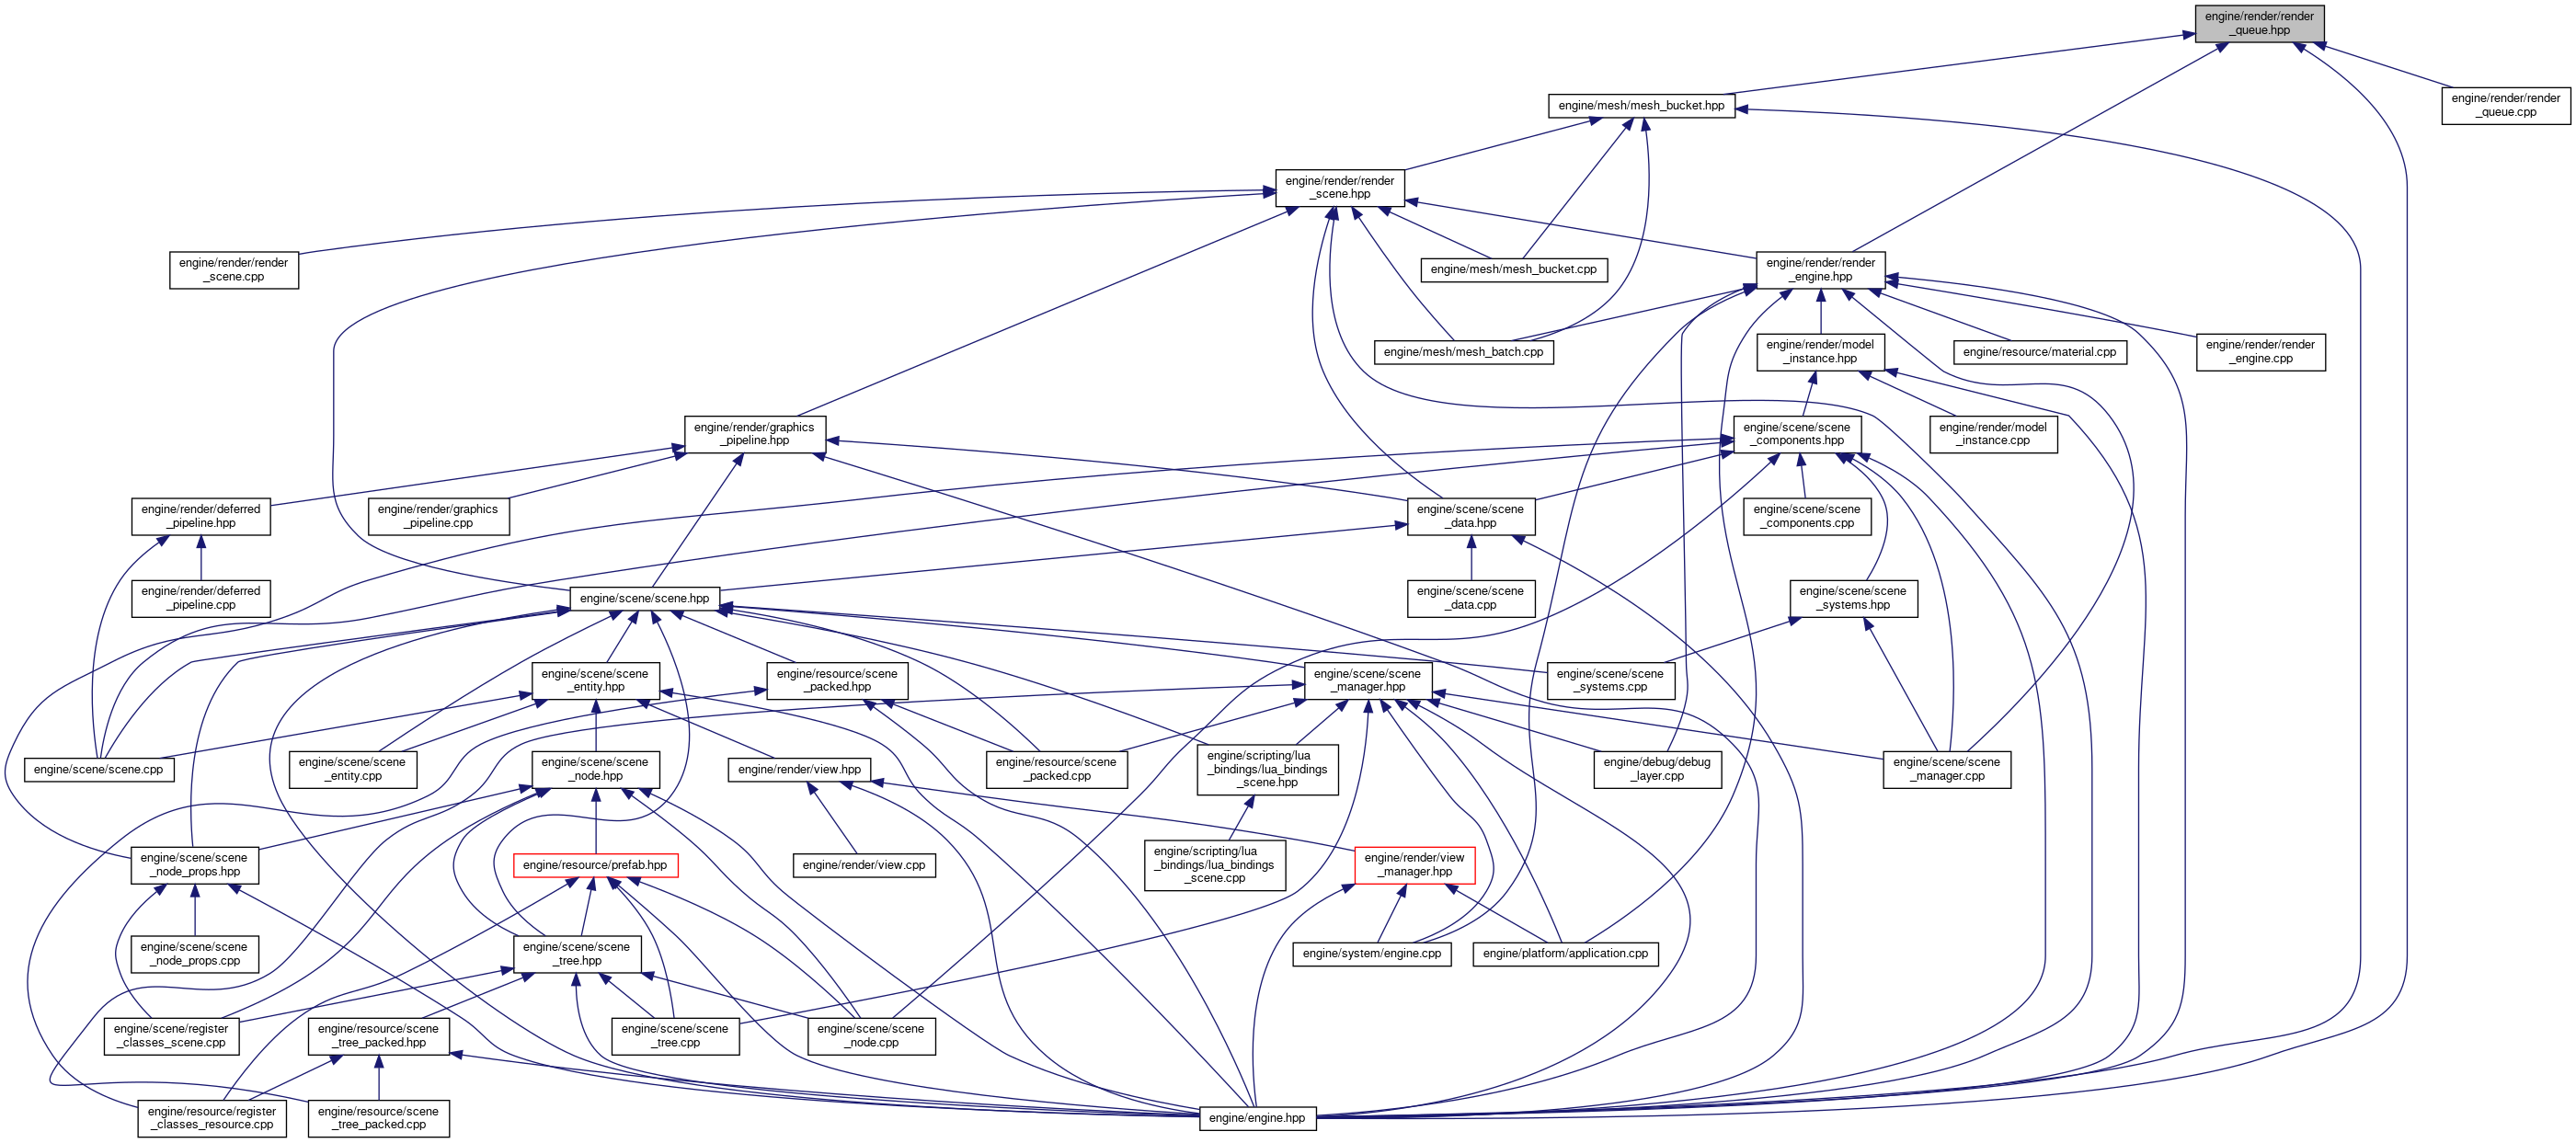 engine/render/render
_queue.hpp
engine/mesh/mesh_bucket.hpp
engine/render/render
_queue.cpp
engine/render/render
_scene.hpp
engine/render/render
_scene.cpp
engine/mesh/mesh_bucket.cpp
engine/render/render
_engine.hpp
engine/mesh/mesh_batch.cpp
engine/render/model
_instance.hpp
engine/resource/material.cpp
engine/render/render
_engine.cpp
engine/render/graphics
_pipeline.hpp
engine/scene/scene
_components.hpp
engine/render/model
_instance.cpp
engine/render/deferred
_pipeline.hpp
engine/render/graphics
_pipeline.cpp
engine/scene/scene
_data.hpp
engine/scene/scene
_components.cpp
engine/render/deferred
_pipeline.cpp
engine/scene/scene.hpp
engine/scene/scene
_data.cpp
engine/scene/scene
_systems.hpp
engine/scene/scene
_entity.hpp
engine/resource/scene
_packed.hpp
engine/scene/scene
_manager.hpp
engine/scene/scene
_systems.cpp
engine/scene/scene.cpp
engine/scene/scene
_entity.cpp
engine/scene/scene
_node.hpp
engine/render/view.hpp
engine/resource/scene
_packed.cpp
engine/scripting/lua
_bindings/lua_bindings
_scene.hpp
engine/debug/debug
_layer.cpp
engine/scene/scene
_manager.cpp
engine/scene/scene
_node_props.hpp
engine/resource/prefab.hpp
engine/render/view.cpp
engine/scripting/lua
_bindings/lua_bindings
_scene.cpp
engine/render/view
_manager.hpp
engine/scene/scene
_node_props.cpp
engine/scene/scene
_tree.hpp
engine/system/engine.cpp
engine/platform/application.cpp
engine/scene/register
_classes_scene.cpp
engine/resource/scene
_tree_packed.hpp
engine/scene/scene
_tree.cpp
engine/scene/scene
_node.cpp
engine/resource/register
_classes_resource.cpp
engine/resource/scene
_tree_packed.cpp
engine/engine.hpp